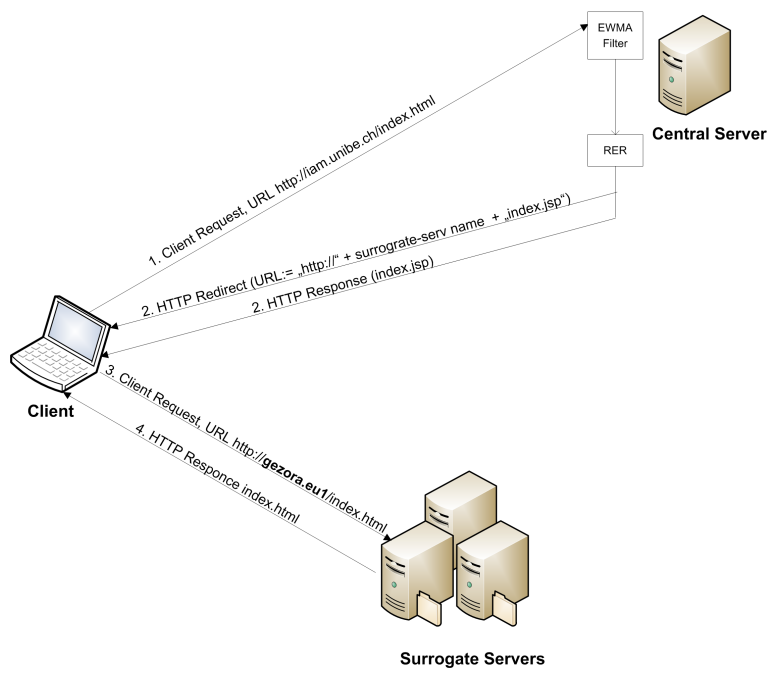 EWMA
Filter
Central Server
RER
1. Client Request, URL http://iam.unibe.ch/index.html
2. HTTP Redirect (URL:= „http://“ + surrograte-serv name + „index.jsp“)
2. HTTP Response (index.jsp)
Client
3. Client Request, URL http://gezora.eu1/index.html
4. HTTP Responce index.html
Surrogate Servers